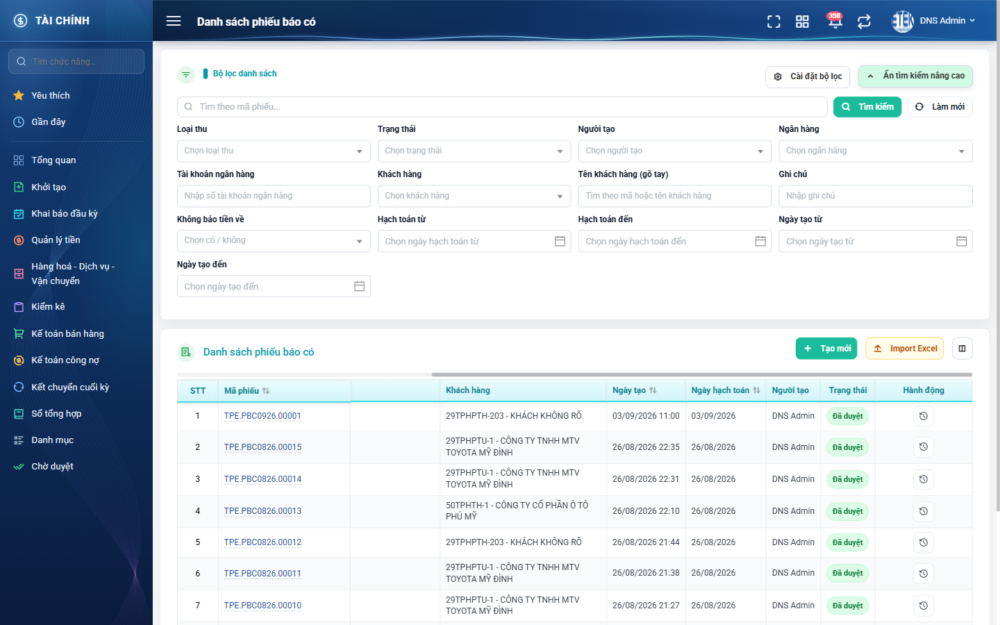 TÀI CHÍNH
Danh sách phiếu báo có
358
DNS Admin
Tìm chức năng...
Yêu thích
Gần đây
Tổng quan
Khởi tạo
Khai báo đầu kỳ
Quản lý tiền
Hàng hoá - Dịch vụ -
Vận chuyển
Kiểm kê
Kế toán bán hàng
Kế toán công nợ
Kết chuyển cuối kỳ
Sổ tổng hợp
Danh mục
Chờ duyệt
Bộ lọc danh sách
Cài đặt bộ lọc
Ẩn tìm kiếm nâng cao
Tìm theo mã phiếu...
Tìm kiếm
Làm mới
Loại thu
Trạng thái
Người tạo
Ngân hàng
Chọn loại thu
Chọn trạng thái
Chọn người tạo
Chọn ngân hàng
Tài khoản ngân hàng
Khách hàng
Tên khách hàng (gõ tay)
Ghi chú
Nhập số tài khoản ngân hàng
Chọn khách hàng
Tìm theo mã hoặc tên khách hàng
Nhập ghi chú
Không báo tiền về
Hạch toán từ
Hạch toán đến
Ngày tạo từ
Chọn có / không
Chọn ngày hạch toán từ
Chọn ngày hạch toán đến
Chọn ngày tạo từ
Ngày tạo đến
Chọn ngày tạo đến
Danh sách phiếu báo có
Tạo mới
Import Excel
STT Mã phiếu Khách hàng Ngày tạo Ngày hạch toán Người tạo Trạng thái Hành động
1 TPE.PBC0926.00001 29TPHPTH-203 - KHÁCH KHÔNG RÕ 03/09/2026 11:00 03/09/2026 DNS Admin Đã duyệt
2 TPE.PBC0826.00015 29TPHPTU-1 - CÔNG TY TNHH MTV TOYOTA MỸ ĐÌNH 26/08/2026 22:35 26/08/2026 DNS Admin Đã duyệt
3 TPE.PBC0826.00014 29TPHPTU-1 - CÔNG TY TNHH MTV TOYOTA MỸ ĐÌNH 26/08/2026 22:31 26/08/2026 DNS Admin Đã duyệt
4 TPE.PBC0826.00013 50TPHTH-1 - CÔNG TY CỔ PHẦN Ô TÔ PHÚ MỸ 26/08/2026 22:10 26/08/2026 DNS Admin Đã duyệt
5 TPE.PBC0826.00012 29TPHPTH-203 - KHÁCH KHÔNG RÕ 26/08/2026 21:44 26/08/2026 DNS Admin Đã duyệt
6 TPE.PBC0826.00011 29TPHPTU-1 - CÔNG TY TNHH MTV TOYOTA MỸ ĐÌNH 26/08/2026 21:38 26/08/2026 DNS Admin Đã duyệt
7 TPE.PBC0826.00010 29TPHPTU-1 - CÔNG TY TNHH MTV TOYOTA MỸ ĐÌNH 26/08/2026 21:27 26/08/2026 DNS Admin Đã duyệt